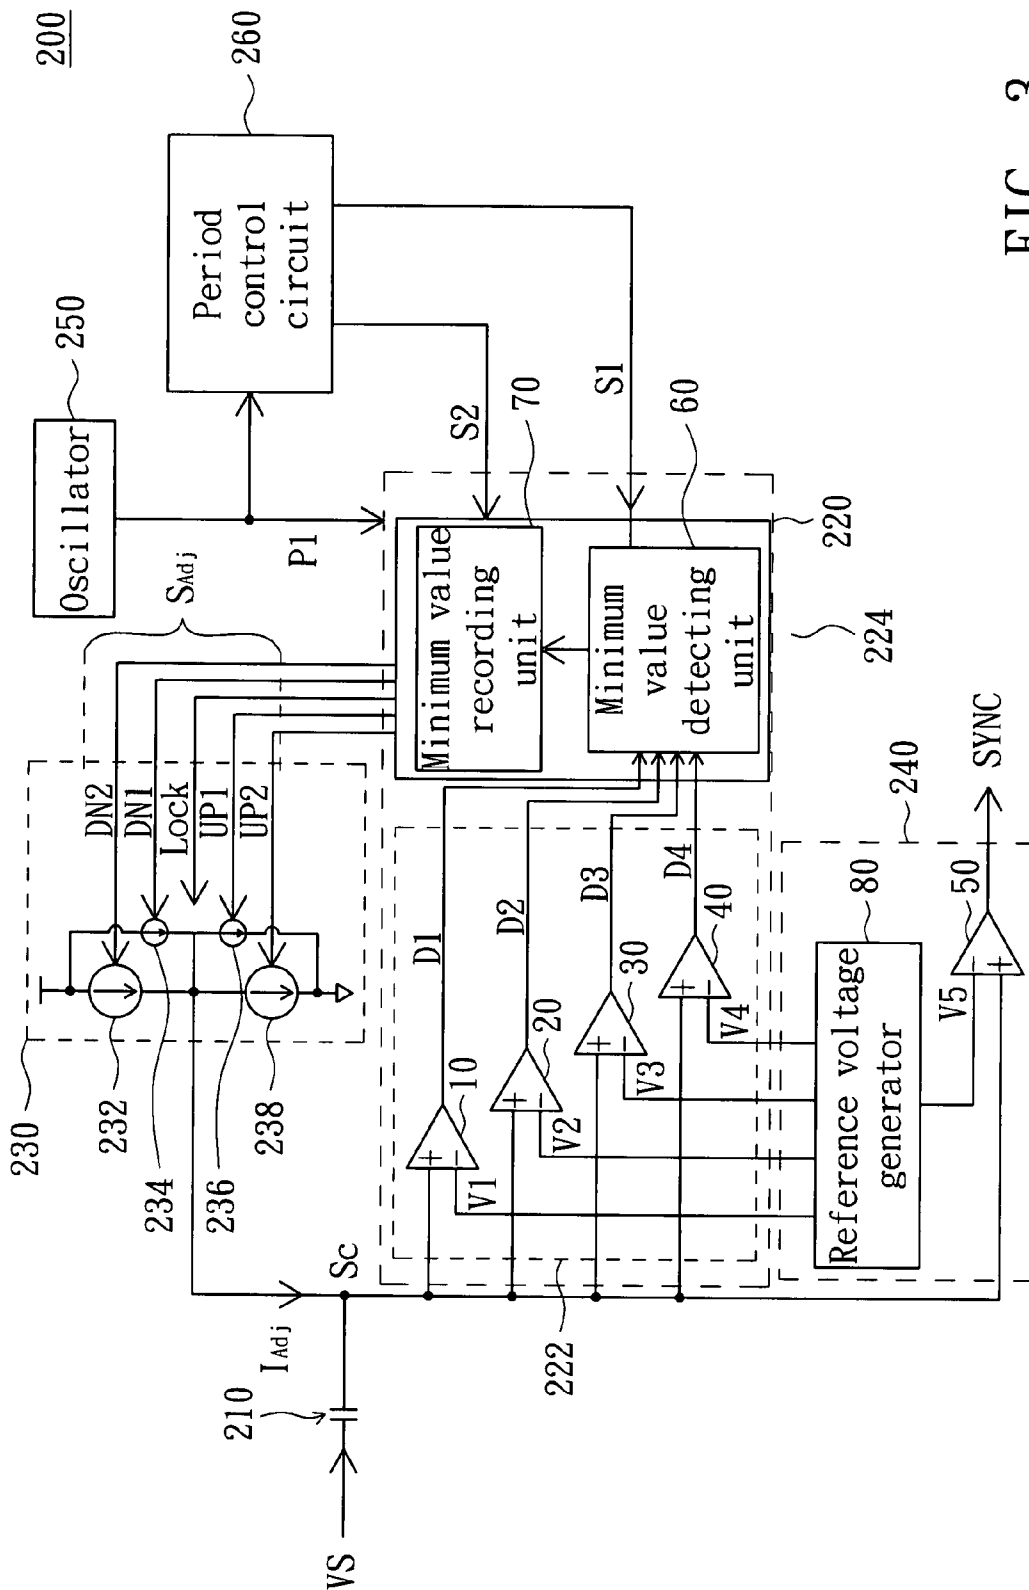 200
260
Period
control
circuit
250
Oscillator
P1
SAdj
S2
S1
70
60
Minimum value
recording
unit
Minimum
value
detecting
unit
220
224
DN2
DN1
Lock
UP1
UP2
230
232
234
236
238
D1
D2
D3
D4
10
20
30
40
+
−
+
−
+
−
+
−
V1
V2
V3
V4
222
IAdj
Sc
210
VS
Reference voltage
generator
80
V5
50
−
+
240
SYNC
FIG. 3